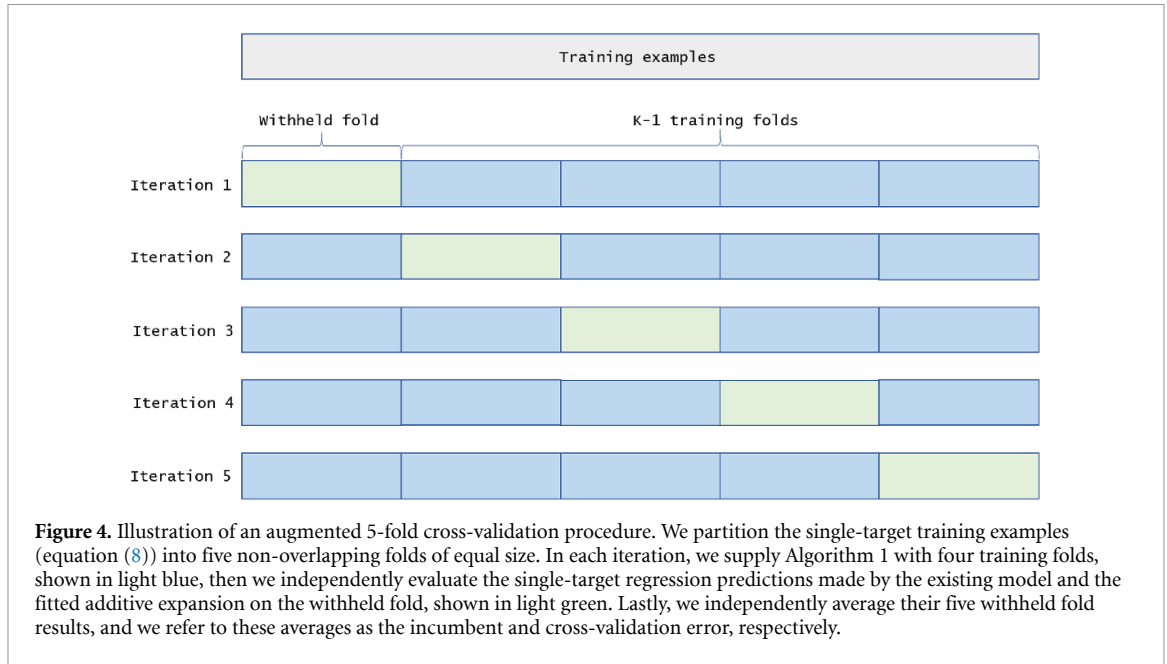 Training examples
Withheld fold K-1 training folds
Iteration 1
Iteration 2
Iteration 3
Iteration 4
Iteration 5
Figure 4. Illustration of an augmented 5-fold cross-validation procedure. We partition the single-target training examples
(equation (8)) into five non-overlapping folds of equal size. In each iteration, we supply Algorithm 1 with four training folds,
shown in light blue, then we independently evaluate the single-target regression predictions made by the existing model and the
fitted additive expansion on the withheld fold, shown in light green. Lastly, we independently average their five withheld fold
results, and we refer to these averages as the incumbent and cross-validation error, respectively.